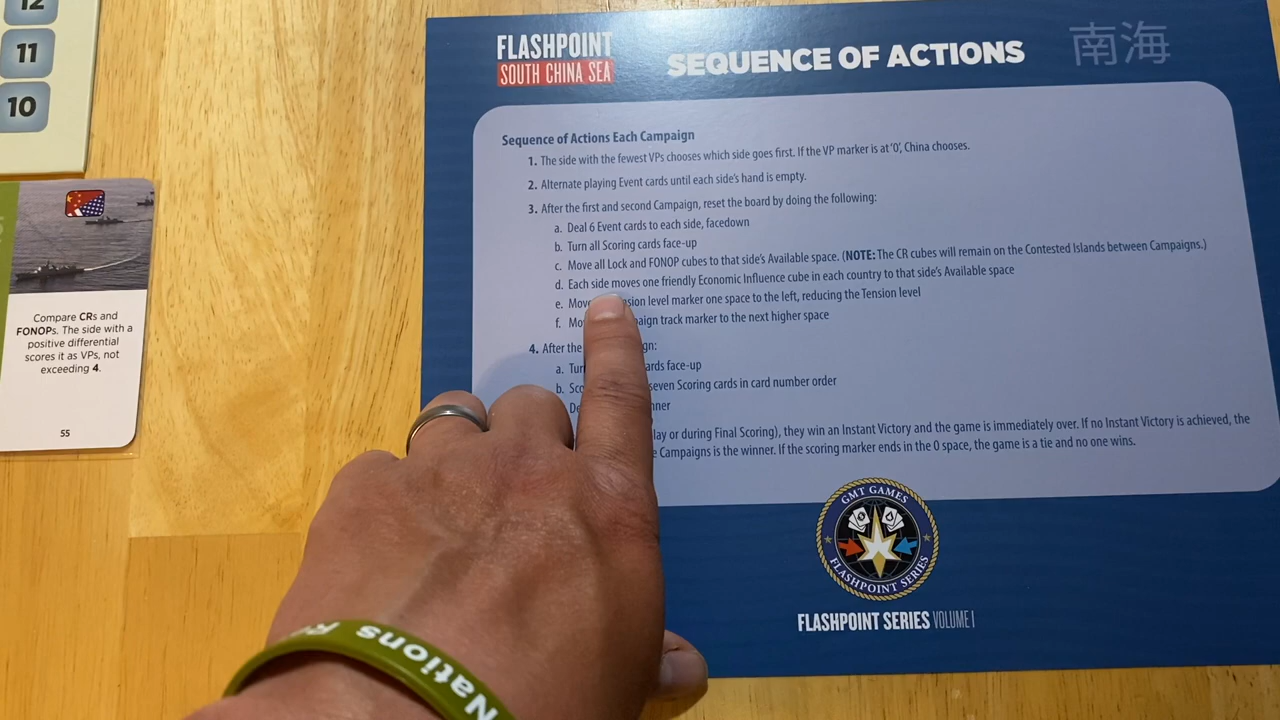 12
11
10
Compare CRs and
FONOPs. The side with a
positive differential
scores it as VPs, not
exceeding 4.
55
FLASHPOINT
SOUTH CHINA SEA
SEQUENCE OF ACTIONS
南海
Sequence of Actions Each Campaign
1. The side with the fewest VPs chooses which side goes first. If the VP marker is at '0', China chooses.
2. Alternate playing Event cards until each side's hand is empty.
3. After the first and second Campaign, reset the board by doing the following:
a. Deal 6 Event cards to each side, facedown
b. Turn all Scoring cards face-up
c. Move all Lock and FONOP cubes to that side's Available space. (NOTE: The CR cubes will remain on the Contested Islands between Campaigns.)
d. Each side moves one friendly Economic Influence cube in each country to that side's Available space
e. Move level marker one space to the left, reducing the Tension level
f. track marker to the next higher space
4. After the
a. face-up
b. seven Scoring cards in card number order
lay or during Final Scoring), they win an Instant Victory and the game is immediately over. If no Instant Victory is achieved, the
Campaigns is the winner. If the scoring marker ends in the 0 space, the game is a tie and no one wins.
GMT GAMES
FLASHPOINT SERIES
FLASHPOINT SERIES VOLUME I
Nations